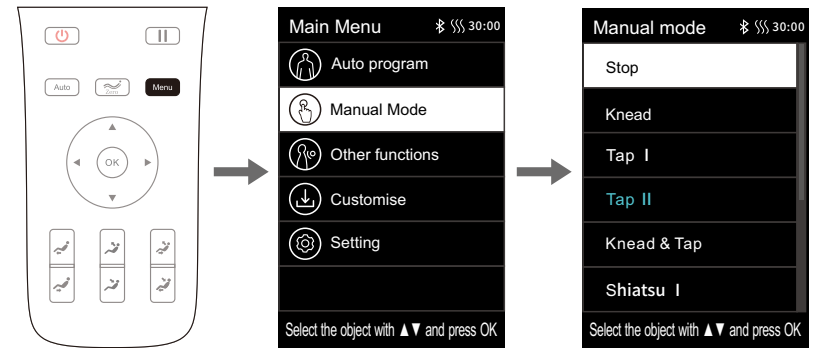 Auto
Zero
Menu
OK
Main Menu 30:00
Auto program
Manual Mode
Other functions
Customise
Setting
Select the object with ▲▼ and press OK
Manual mode 30:00
Stop
Knead
Tap I
Tap II
Knead & Tap
Shiatsu I
Select the object with ▲▼ and press OK